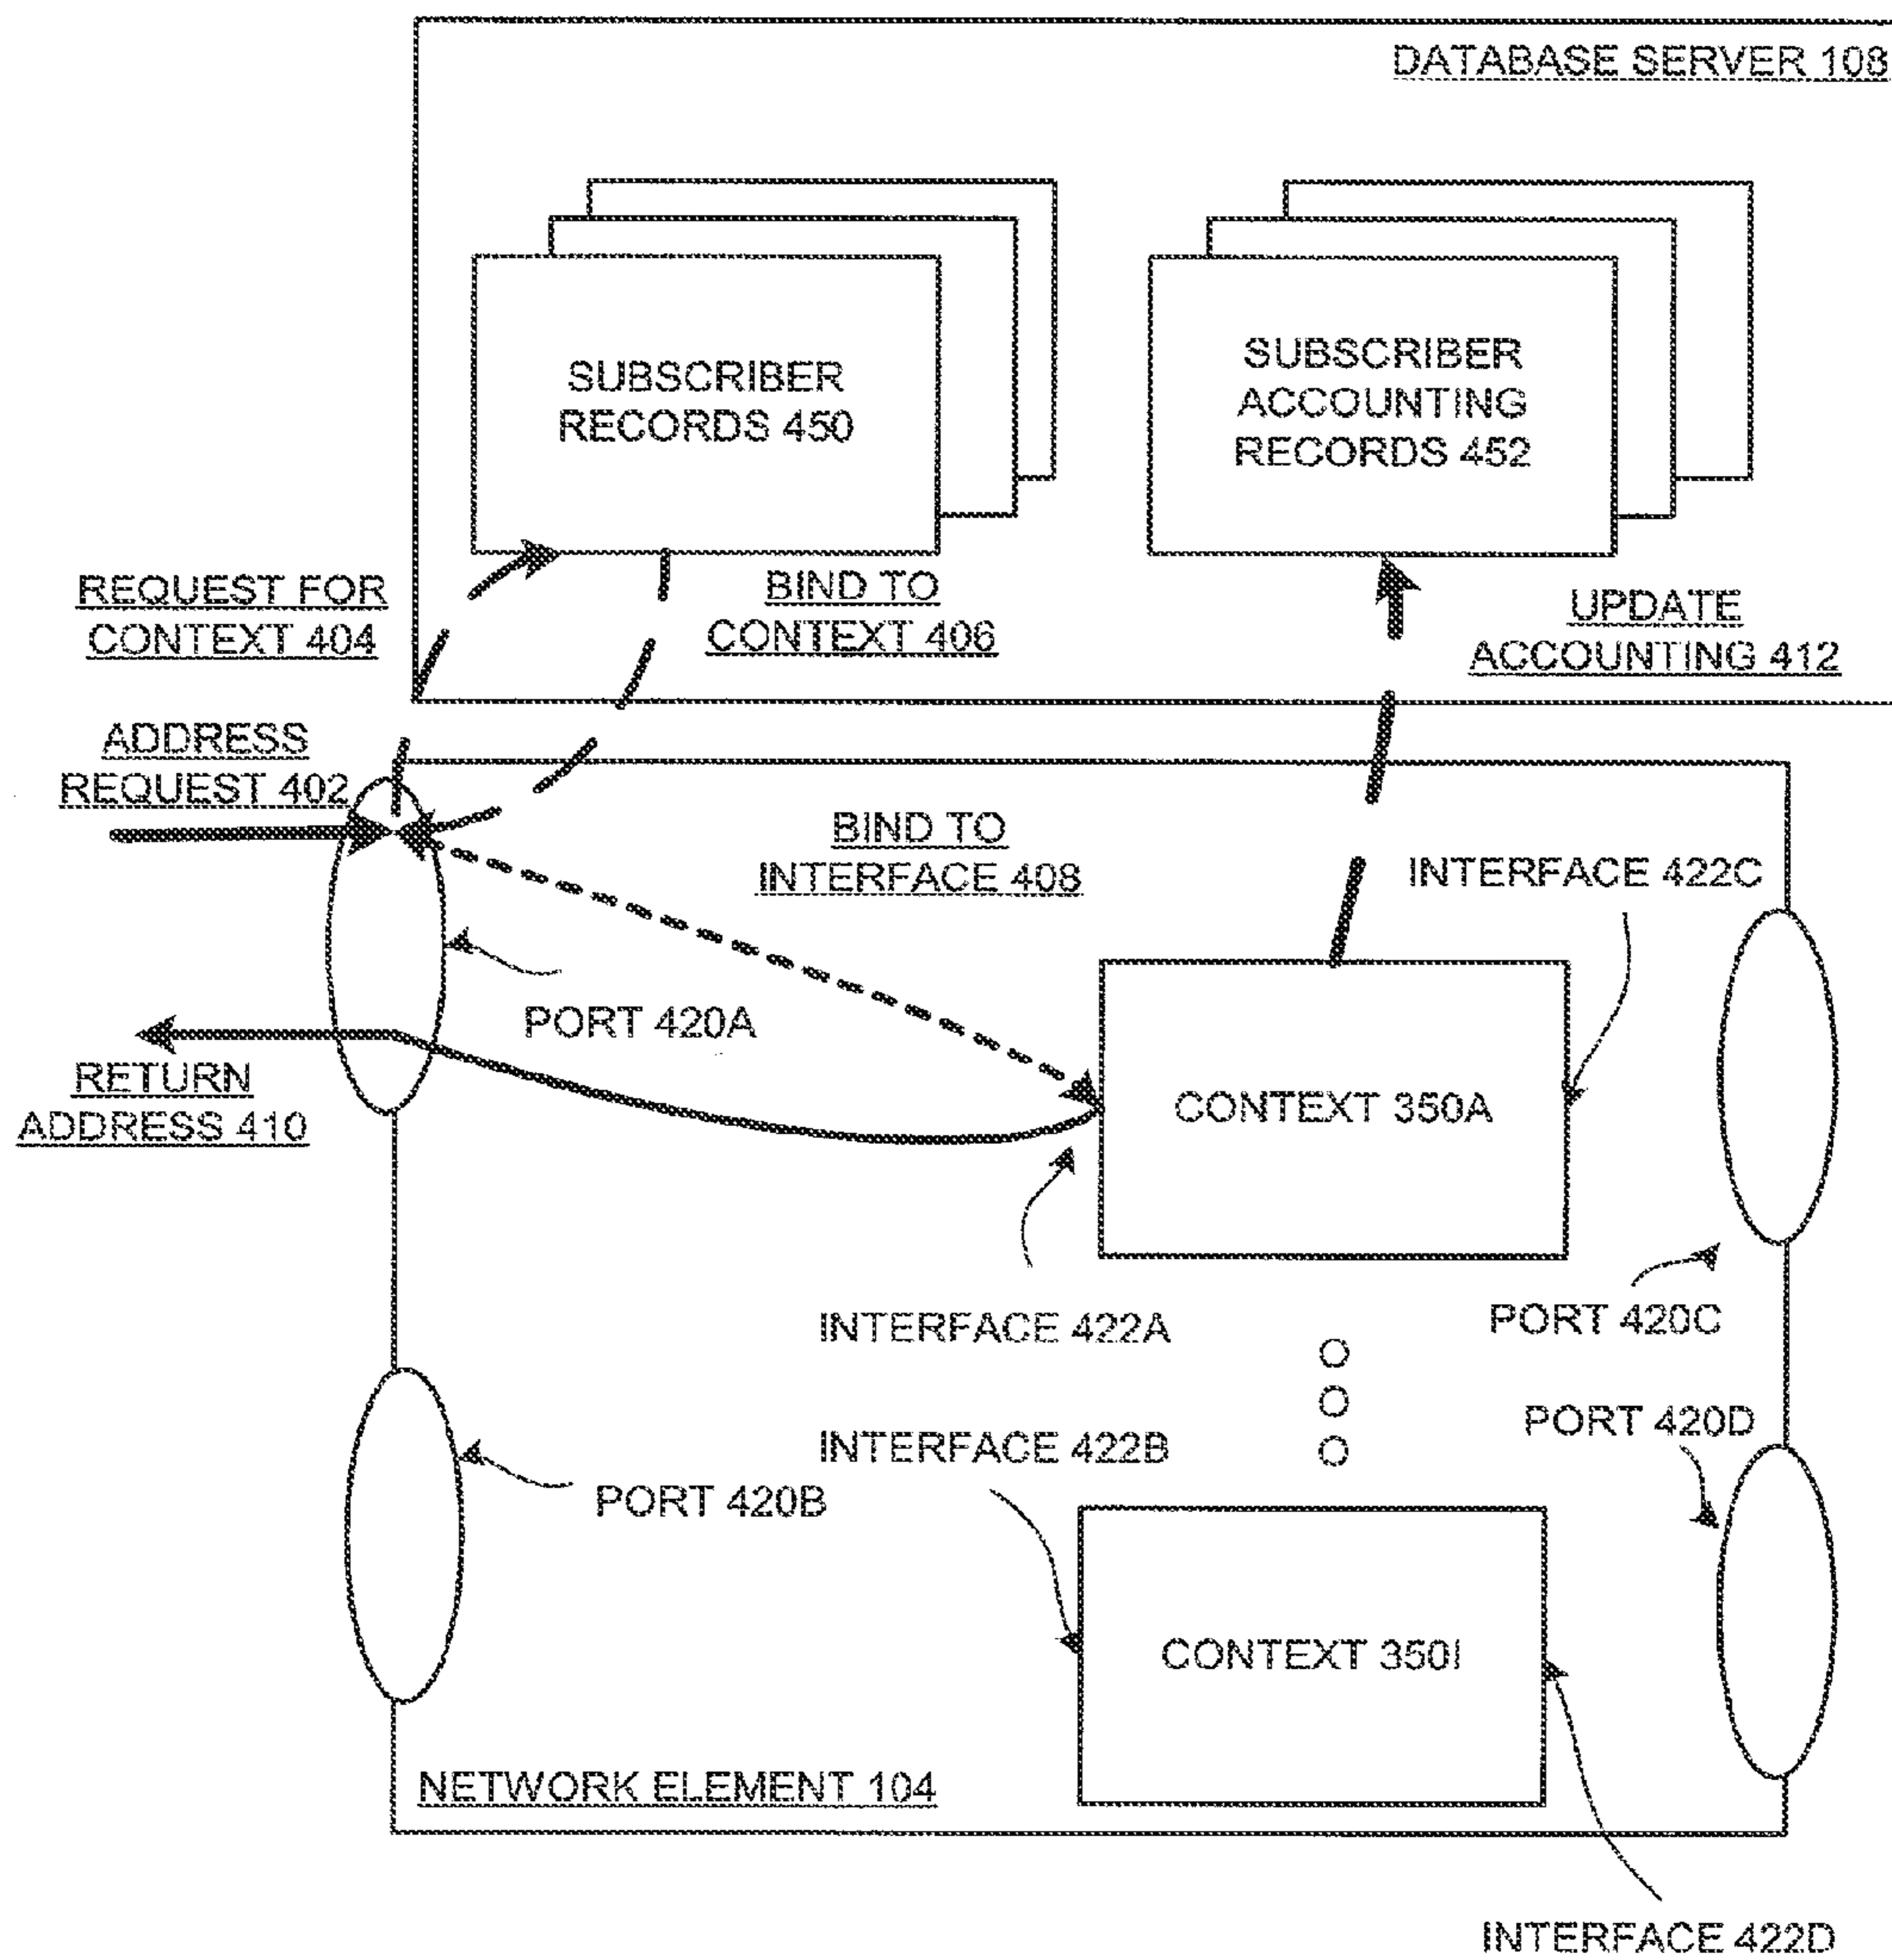 DATABASE SERVER 108
SUBSCRIBER
RECORDS 450
SUBSCRIBER
ACCOUNTING
RECORDS 452
REQUEST FOR
CONTEXT 404
BIND TO
CONTEXT 406
UPDATE
ACCOUNTING 412
ADDRESS
REQUEST 402
BIND TO
INTERFACE 408
INTERFACE 422C
PORT 420A
RETURN
ADDRESS 410
CONTEXT 350A
INTERFACE 422A
PORT 420C
INTERFACE 422B
PORT 420D
PORT 420B
CONTEXT 350I
NETWORK ELEMENT 104
INTERFACE 422D